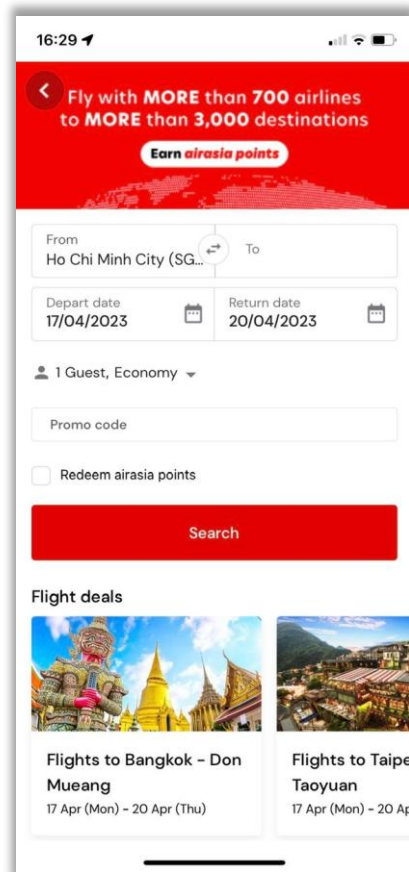 16:29
Fly with MORE than 700 airlines
to MORE than 3,000 destinations
Earn airasia points
From
Ho Chi Minh City (SG...
To
Depart date
17/04/2023
Return date
20/04/2023
1 Guest, Economy
Promo code
Redeem airasia points
Search
Flight deals
Flights to Bangkok - Don
Mueang
17 Apr (Mon) - 20 Apr (Thu)
Flights to Taipe
Taoyuan
17 Apr (Mon) - 20 Ap